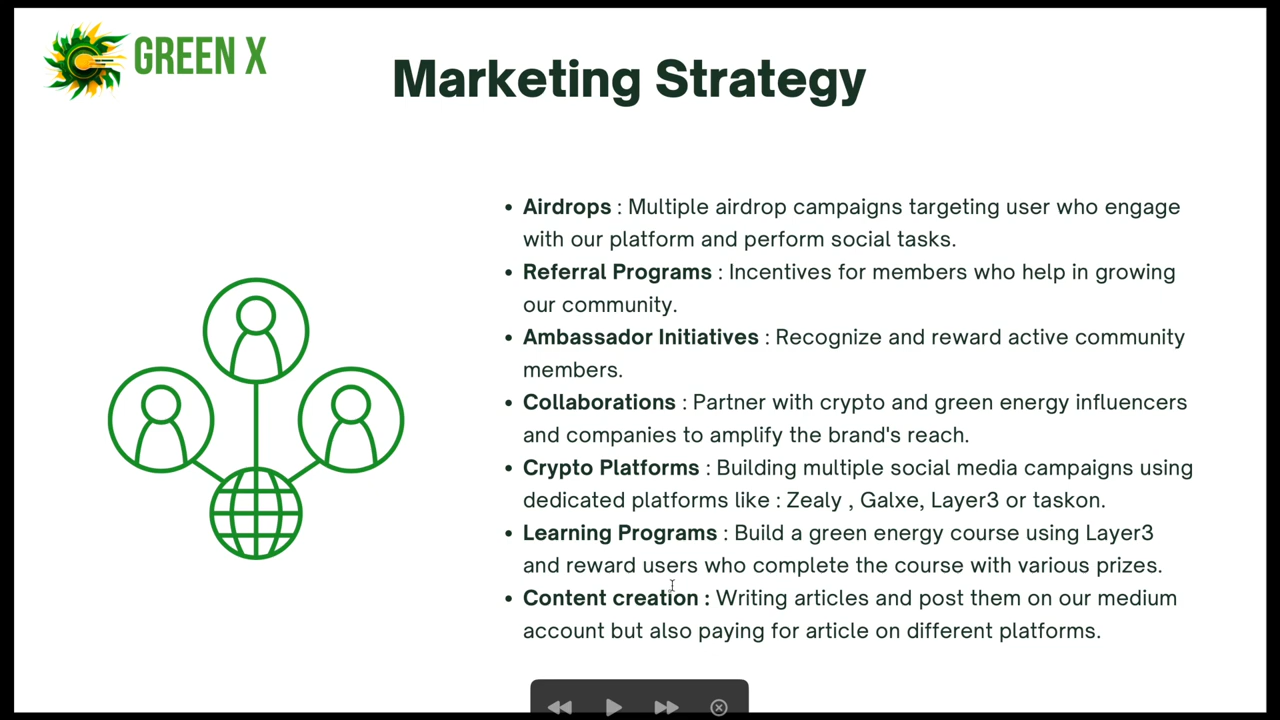 GREEN X
Marketing Strategy
• Airdrops : Multiple airdrop campaigns targeting user who engage
with our platform and perform social tasks.
• Referral Programs : Incentives for members who help in growing
our community.
• Ambassador Initiatives : Recognize and reward active community
members.
• Collaborations : Partner with crypto and green energy influencers
and companies to amplify the brand's reach.
• Crypto Platforms : Building multiple social media campaigns using
dedicated platforms like : Zealy , Galxe, Layer3 or taskon.
• Learning Programs : Build a green energy course using Layer3
and reward users who complete the course with various prizes.
• Content creation : Writing articles and post them on our medium
account but also paying for article on different platforms.